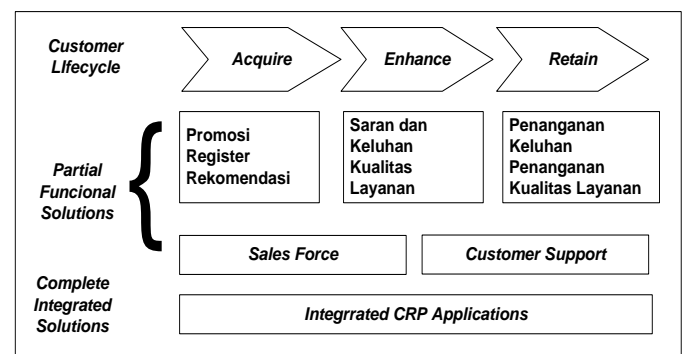 Customer
LIfecycle
Acquire
Enhance
Retain
Partial
Funcional
Solutions
Promosi
Register
Rekomendasi
Saran dan
Keluhan
Kualitas
Layanan
Penanganan
Keluhan
Penanganan
Kualitas Layanan
Sales Force
Customer Support
Complete
Integrated
Solutions
Integrrated CRP Applications